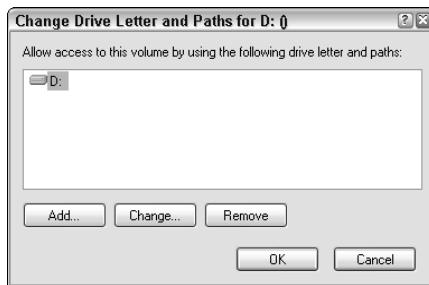 Change Drive Letter and Paths for D: ()
Allow access to this volume by using the following drive letter and paths:
D:
Add... Change... Remove
OK Cancel